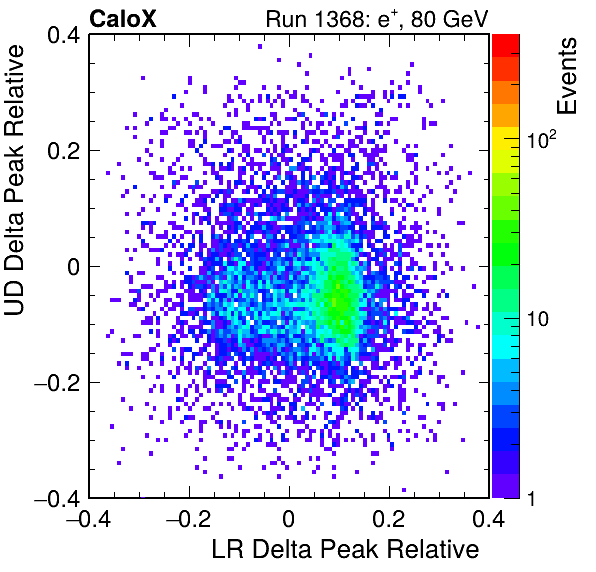 CaloX Run 1368: e⁺, 80 GeV
Events
UD Delta Peak Relative
0.4
0.2
0
−0.2
−0.4
10²
10
1
−0.4 −0.2 0 0.2 0.4
LR Delta Peak Relative